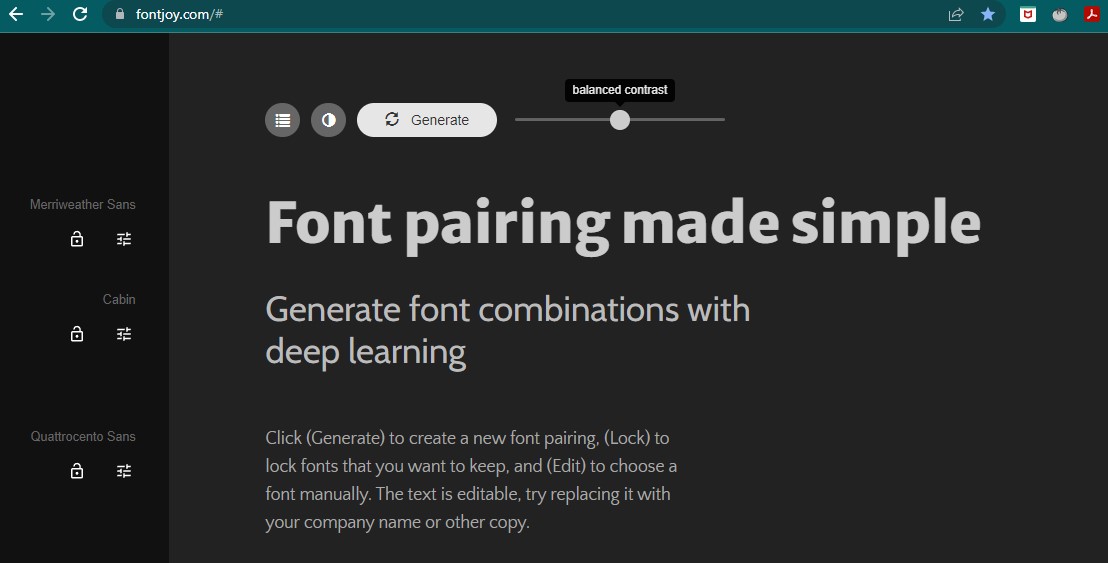 fontjoy.com/#
balanced contrast
Generate
Merriweather Sans
Font pairing made simple
Cabin
Generate font combinations with
deep learning
Quattrocento Sans
Click (Generate) to create a new font pairing, (Lock) to
lock fonts that you want to keep, and (Edit) to choose a
font manually. The text is editable, try replacing it with
your company name or other copy.